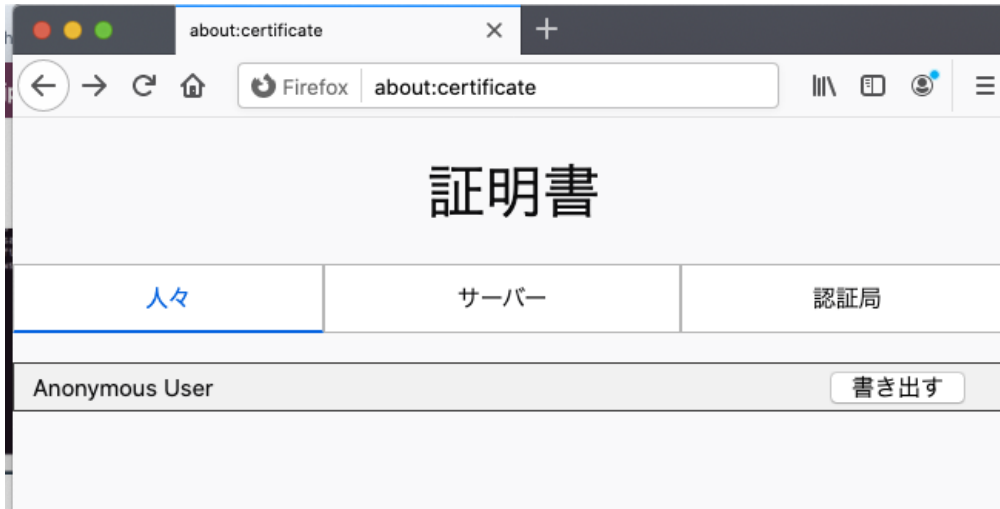 about:certificate
Firefox about:certificate
証明書
人々 サーバー 認証局
Anonymous User 書き出す